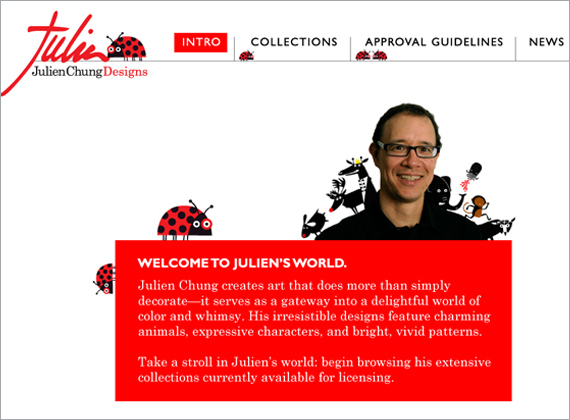 Julien
JulienChungDesigns
INTRO
COLLECTIONS
APPROVAL GUIDELINES
NEWS
WELCOME TO JULIEN'S WORLD.
Julien Chung creates art that does more than simply
decorate—it serves as a gateway into a delightful world of
color and whimsy. His irresistible designs feature charming
animals, expressive characters, and bright, vivid patterns.
Take a stroll in Julien's world: begin browsing his extensive
collections currently available for licensing.